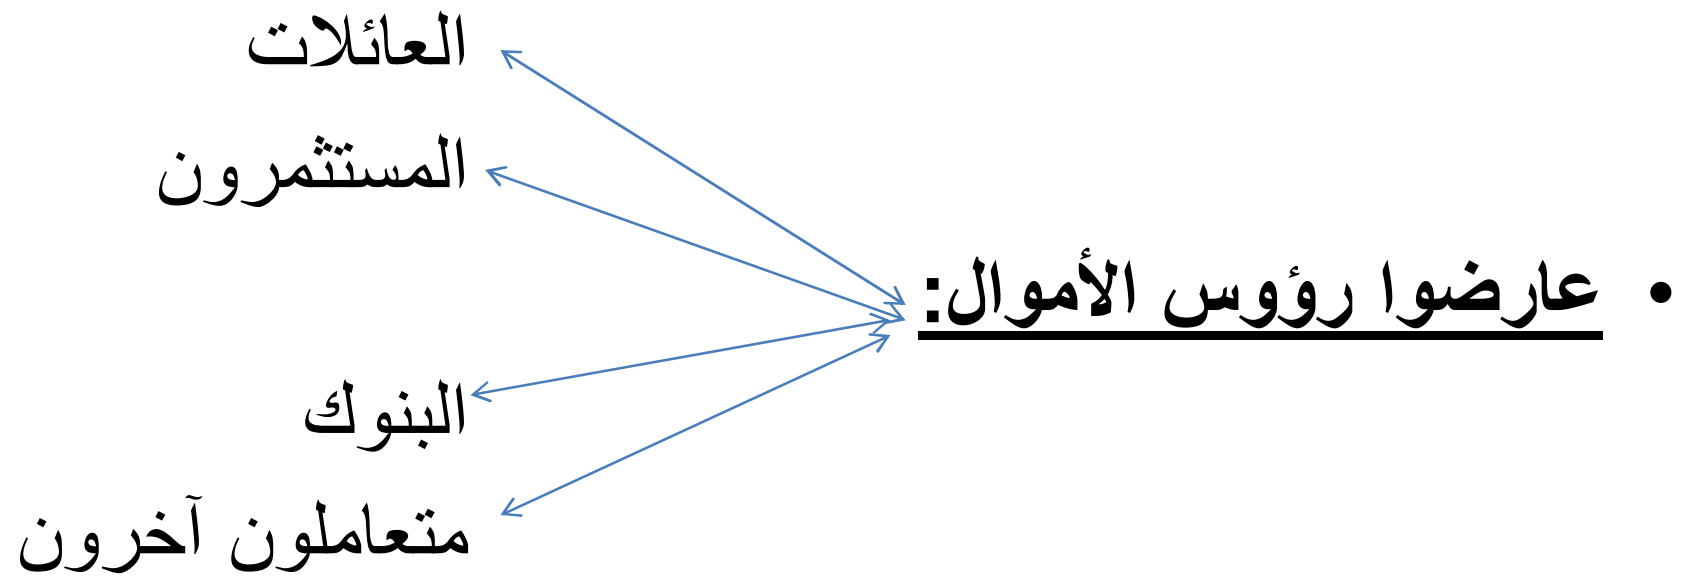 • عارضوا رؤوس الأموال:
العائلات
المستثمرون
البنوك
متعاملون آخرون